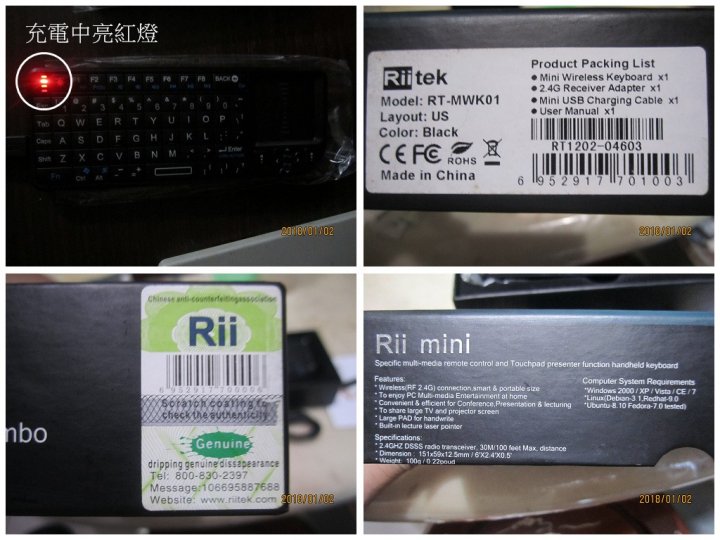 充電中亮紅燈
F1 F2 F3 F4 F5 F6 F7 F8 BACK
Tab Q W E R T Y U I O P
Caps A S D F G H J K L Enter
Shift Z X C V B N M
Fn Ctrl Alt
2018/01/02
Riitek
Model: RT-MWK01
Layout: US
Color: Black
CE FC ROHS
Made in China
Product Packing List
● Mini Wireless Keyboard x1
● 2.4G Receiver Adapter x1
● Mini USB Charging Cable x1
● User Manual x1
RT1202-04603
6 952917 701003
2018/01/02
Chinese anti-counterfeitingassociation
Rii
6 952917 700006
Scratch coating to
check the authenticity
Genuine
dripping genuine dissapearance
Tel: 800-830-2397
Message:106695887688
Website: www.riitek.com
mbo
2018/01/02
Rii mini
Specific multi-media remote control and Touchpad presenter function handheld keyboard
Features:
*Wireless(RF 2.4G) connection,smart & portable size
*To enjoy PC Multi-media Entertainment at home
*Convenient & efficient for Conference,Presentation & lecturing
*To share large TV and projector screen
*Large PAD for handwrite
*Built-in lecture laser pointer
Specifications:
*2.4GHZ DSSS radio transceiver, 30M/100 feet Max, distance
*Dimension : 151x59x12.5mm / 6'X2.4'X0.5'
*Weight: 100g / 0.22poud
Computer System Requirements
*Windows 2000 / XP / Vista / CE / 7
*Linux(Debian-3.1,Redhat-9.0
*Ubuntu-8.10 Fedora-7.0 tested)
2018/01/02